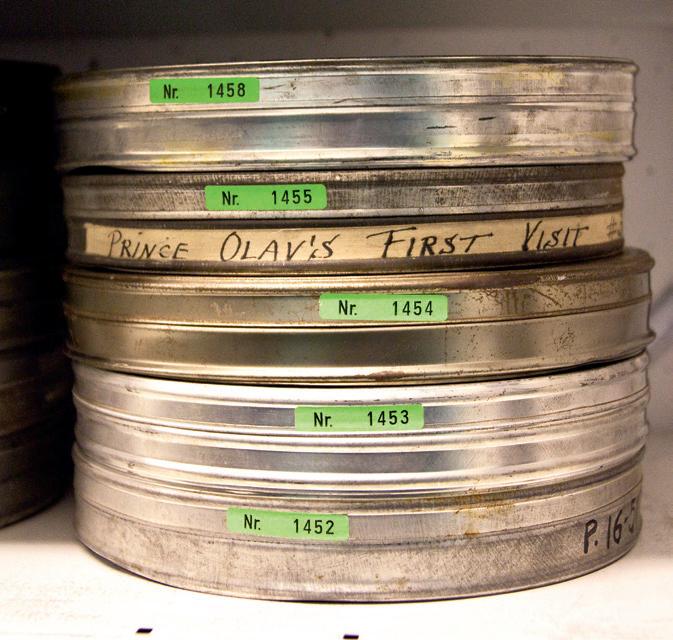 Nr. 1458
Nr. 1455
PRINCE OLAV'S FIRST VISIT
Nr. 1454
Nr. 1453
Nr. 1452
P. 16-5